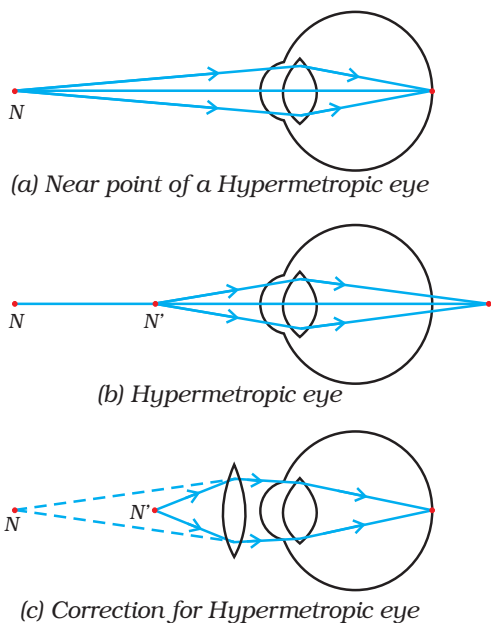 N
(a) Near point of a Hypermetropic eye
N N'
(b) Hypermetropic eye
N N'
(c) Correction for Hypermetropic eye